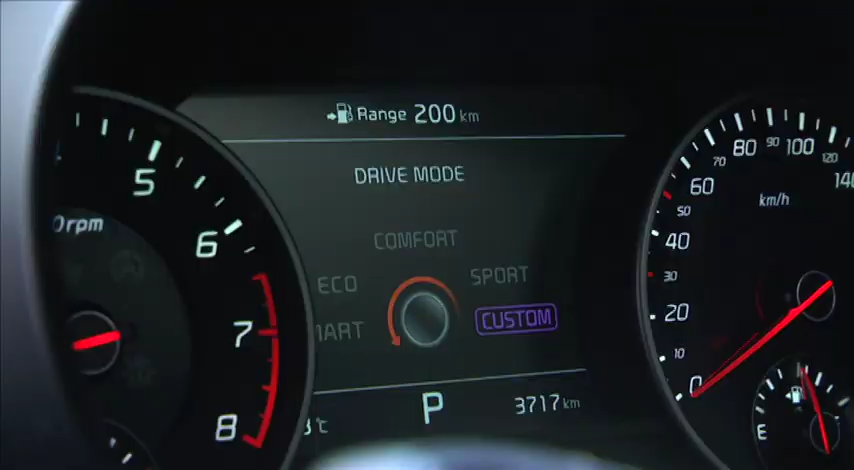 Range 200 km
DRIVE MODE
COMFORT
ECO
SPORT
CUSTOM
P
3717 km
5
6
7
8
rpm
0
10
20
30
40
50
60
70
80
90
100
120
km/h
E